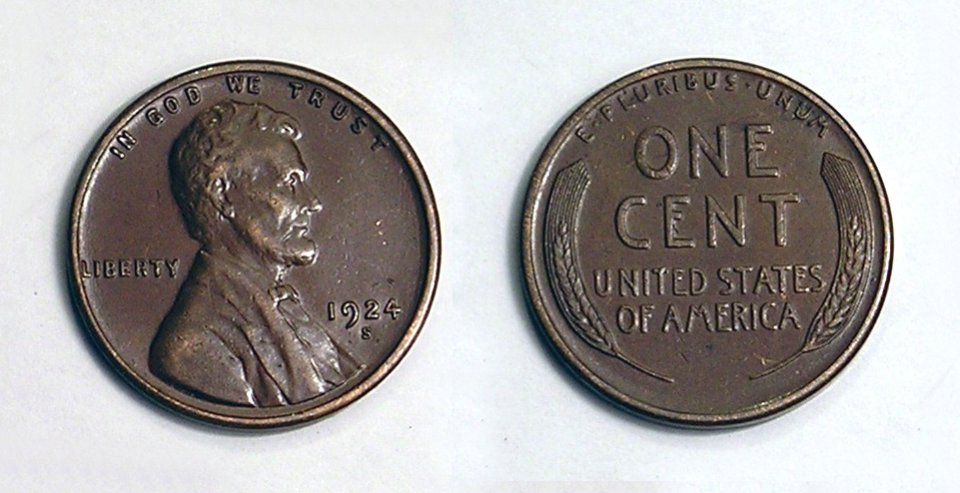 IN GOD WE TRUST
LIBERTY
1924
S
E·PLURIBUS·UNUM
ONE
CENT
UNITED STATES
OF AMERICA